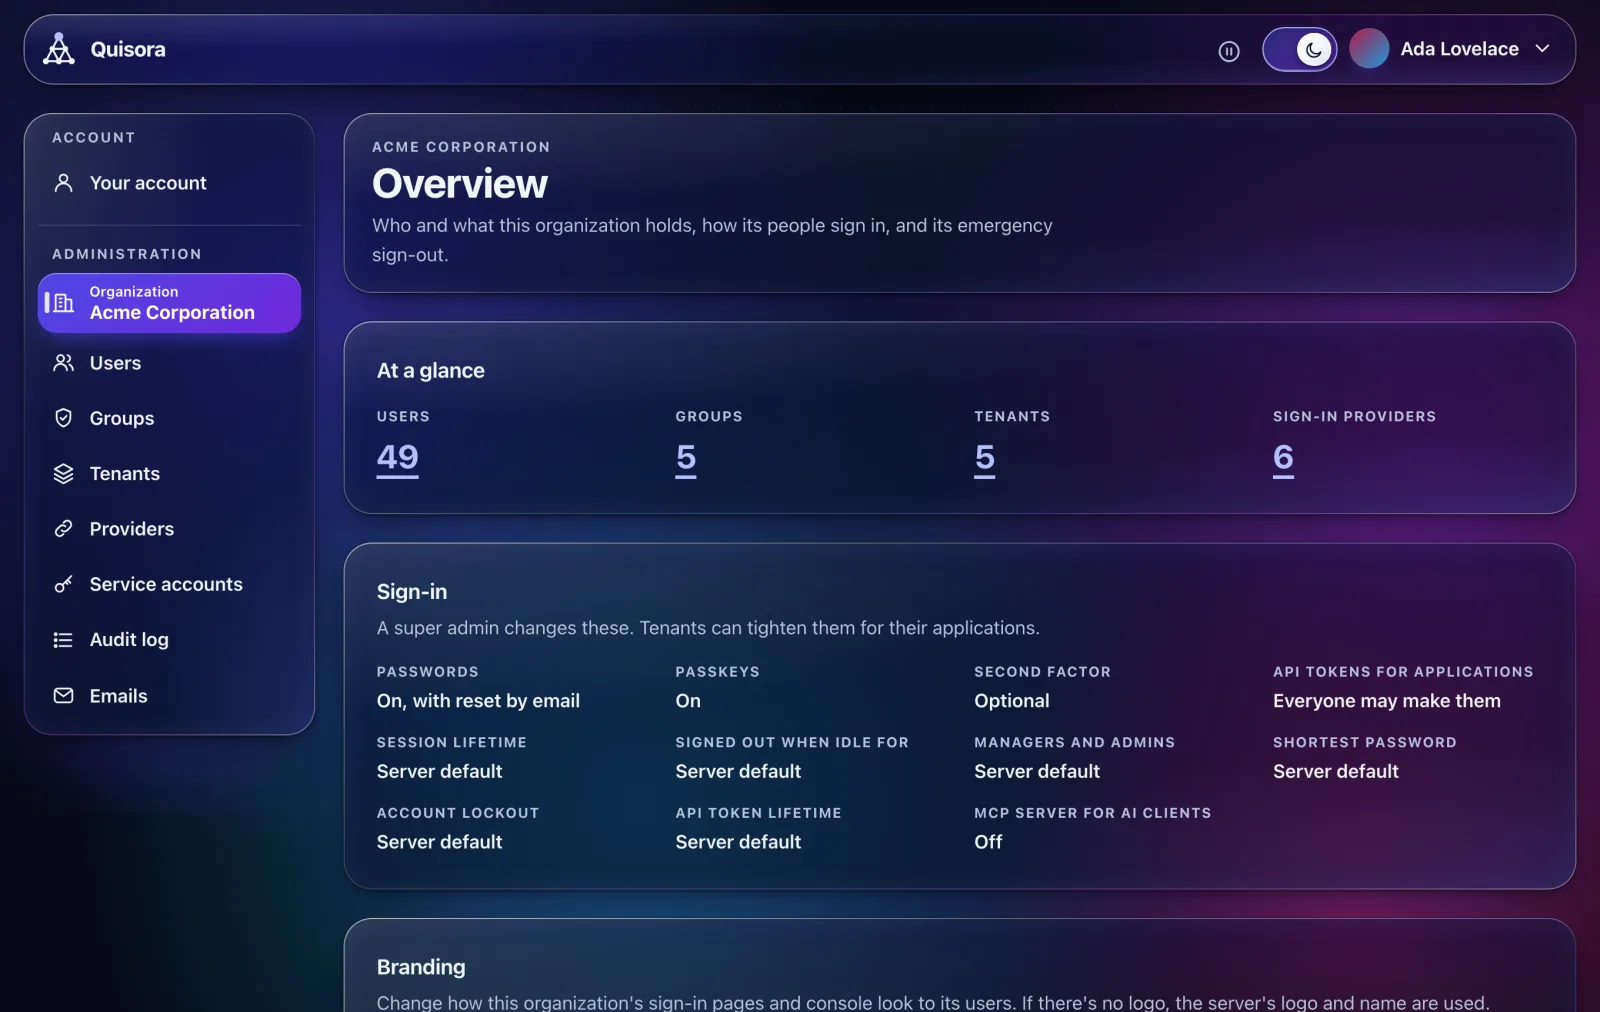 Quisora
Ada Lovelace
ACCOUNT
Your account
ADMINISTRATION
Organization
Acme Corporation
Users
Groups
Tenants
Providers
Service accounts
Audit log
Emails
ACME CORPORATION
Overview
Who and what this organization holds, how its people sign in, and its emergency
sign-out.
At a glance
USERS
49
GROUPS
5
TENANTS
5
SIGN-IN PROVIDERS
6
Sign-in
A super admin changes these. Tenants can tighten them for their applications.
PASSWORDS
On, with reset by email
PASSKEYS
On
SECOND FACTOR
Optional
API TOKENS FOR APPLICATIONS
Everyone may make them
SESSION LIFETIME
Server default
SIGNED OUT WHEN IDLE FOR
Server default
MANAGERS AND ADMINS
Server default
SHORTEST PASSWORD
Server default
ACCOUNT LOCKOUT
Server default
API TOKEN LIFETIME
Server default
MCP SERVER FOR AI CLIENTS
Off
Branding
Change how this organization's sign-in pages and console look to its users. If there's no logo, the server's logo and name are used.